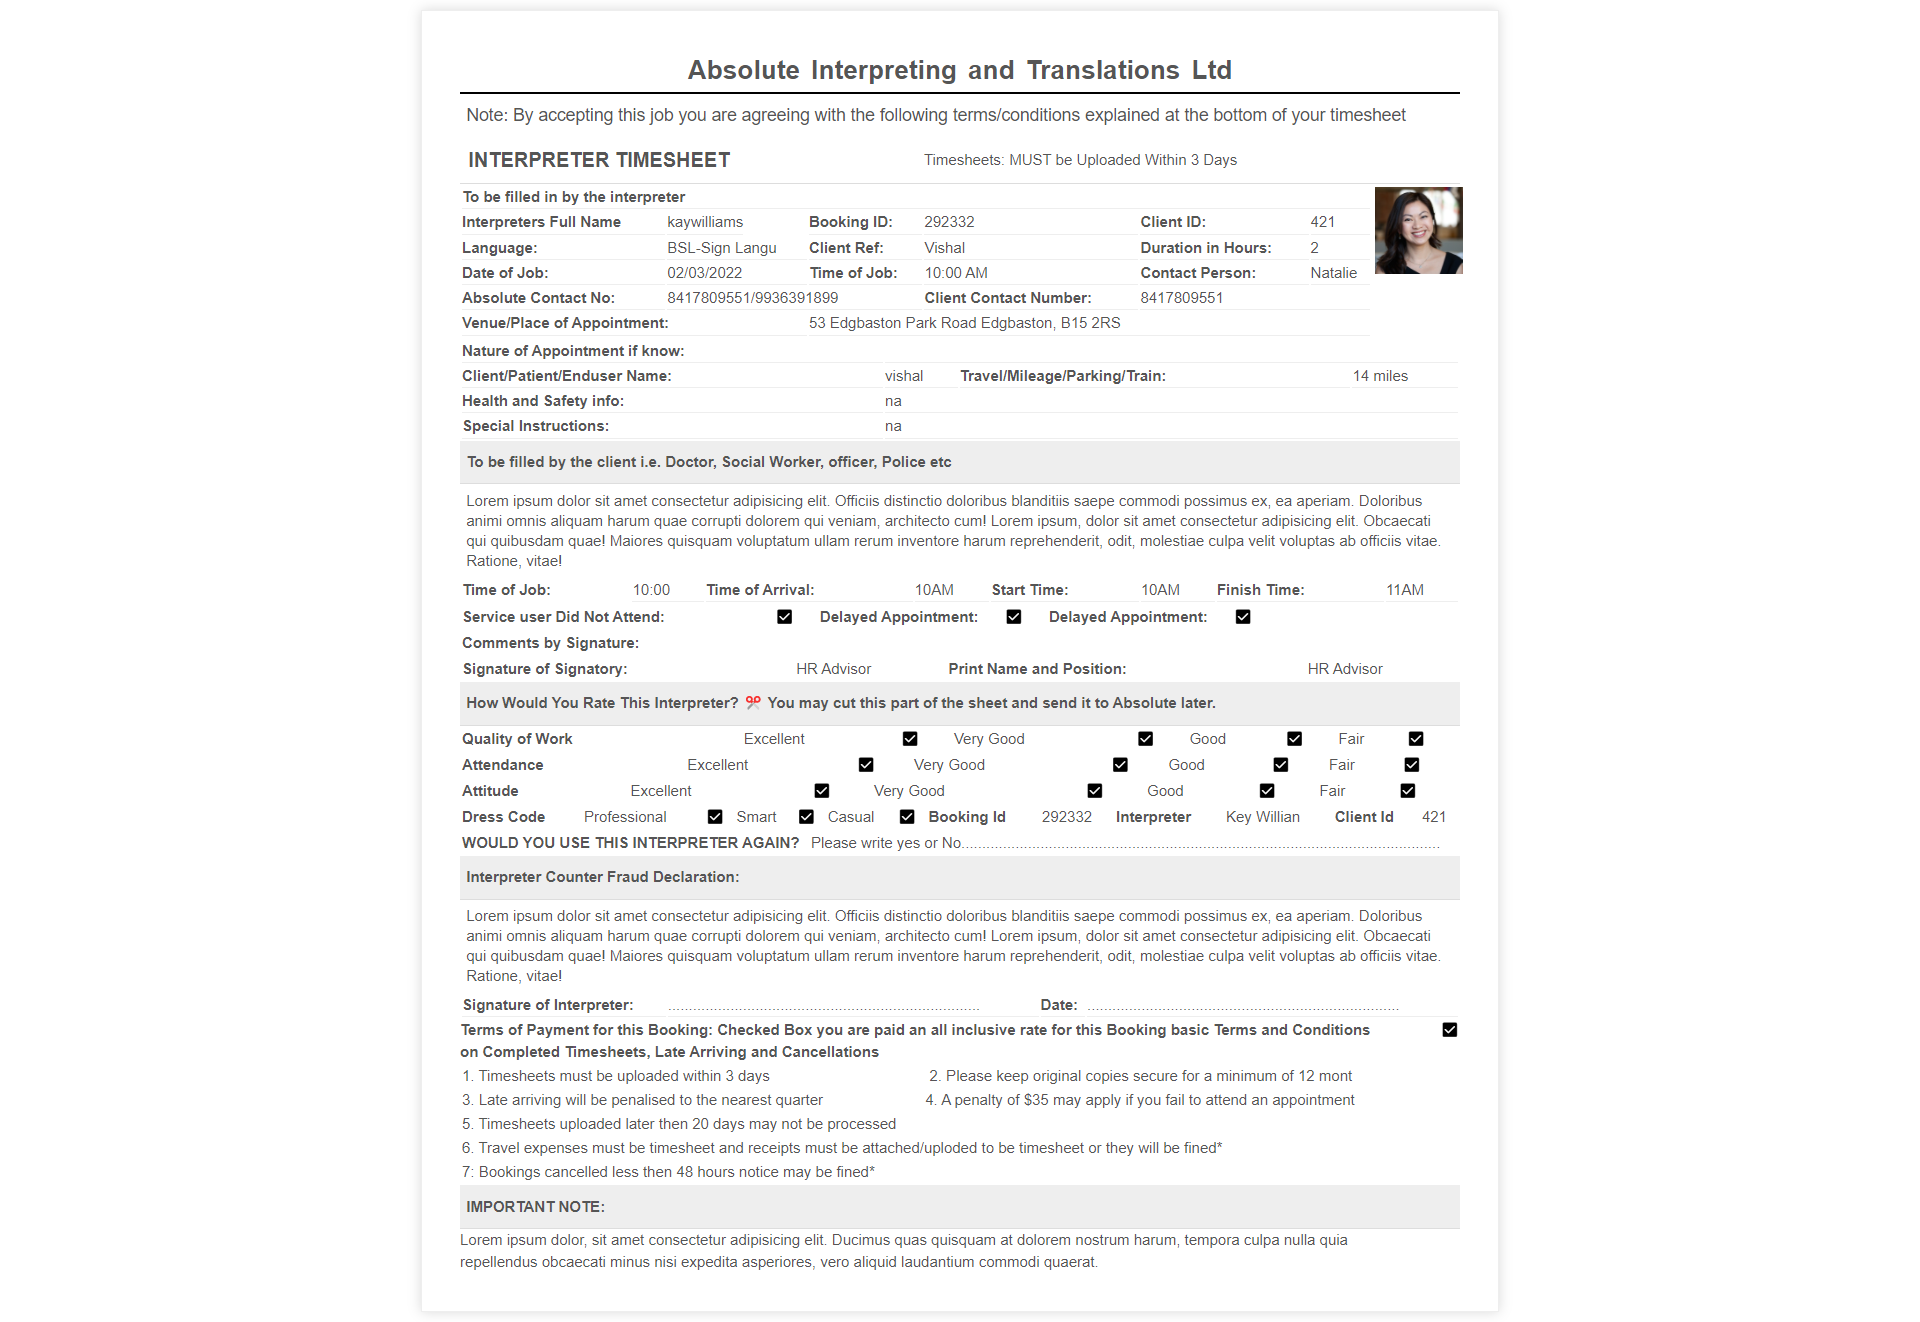 Absolute Interpreting and Translations Ltd
Note: By accepting this job you are agreeing with the following terms/conditions explained at the bottom of your timesheet
INTERPRETER TIMESHEET Timesheets: MUST be Uploaded Within 3 Days
To be filled in by the interpreter
Interpreters Full Name kaywilliams Booking ID: 292332 Client ID: 421
Language: BSL-Sign Langu Client Ref: Vishal Duration in Hours: 2
Date of Job: 02/03/2022 Time of Job: 10:00 AM Contact Person: Natalie
Absolute Contact No: 8417809551/9936391899 Client Contact Number: 8417809551
Venue/Place of Appointment: 53 Edgbaston Park Road Edgbaston, B15 2RS
Nature of Appointment if know:
Client/Patient/Enduser Name: vishal Travel/Mileage/Parking/Train: 14 miles
Health and Safety info: na
Special Instructions: na
To be filled by the client i.e. Doctor, Social Worker, officer, Police etc
Lorem ipsum dolor sit amet consectetur adipisicing elit. Officiis distinctio doloribus blanditiis saepe commodi possimus ex, ea aperiam. Doloribus
animi omnis aliquam harum quae corrupti dolorem qui veniam, architecto cum! Lorem ipsum, dolor sit amet consectetur adipisicing elit. Obcaecati
qui quibusdam quae! Maiores quisquam voluptatum ullam rerum inventore harum reprehenderit, odit, molestiae culpa velit voluptas ab officiis vitae.
Ratione, vitae!
Time of Job: 10:00 Time of Arrival: 10AM Start Time: 10AM Finish Time: 11AM
Service user Did Not Attend: Delayed Appointment: Delayed Appointment:
Comments by Signature:
Signature of Signatory: HR Advisor Print Name and Position: HR Advisor
How Would You Rate This Interpreter? You may cut this part of the sheet and send it to Absolute later.
Quality of Work Excellent Very Good Good Fair
Attendance Excellent Very Good Good Fair
Attitude Excellent Very Good Good Fair
Dress Code Professional Smart Casual Booking Id 292332 Interpreter Key Willian Client Id 421
WOULD YOU USE THIS INTERPRETER AGAIN? Please write yes or No...................................................................................................................
Interpreter Counter Fraud Declaration:
Lorem ipsum dolor sit amet consectetur adipisicing elit. Officiis distinctio doloribus blanditiis saepe commodi possimus ex, ea aperiam. Doloribus
animi omnis aliquam harum quae corrupti dolorem qui veniam, architecto cum! Lorem ipsum, dolor sit amet consectetur adipisicing elit. Obcaecati
qui quibusdam quae! Maiores quisquam voluptatum ullam rerum inventore harum reprehenderit, odit, molestiae culpa velit voluptas ab officiis vitae.
Ratione, vitae!
Signature of Interpreter: ........................................................................... Date: ...........................................................................
Terms of Payment for this Booking: Checked Box you are paid an all inclusive rate for this Booking basic Terms and Conditions
on Completed Timesheets, Late Arriving and Cancellations
1. Timesheets must be uploaded within 3 days 2. Please keep original copies secure for a minimum of 12 mont
3. Late arriving will be penalised to the nearest quarter 4. A penalty of $35 may apply if you fail to attend an appointment
5. Timesheets uploaded later then 20 days may not be processed
6. Travel expenses must be timesheet and receipts must be attached/uploded to be timesheet or they will be fined*
7: Bookings cancelled less then 48 hours notice may be fined*
IMPORTANT NOTE:
Lorem ipsum dolor, sit amet consectetur adipisicing elit. Ducimus quas quisquam at dolorem nostrum harum, tempora culpa nulla quia
repellendus obcaecati minus nisi expedita asperiores, vero aliquid laudantium commodi quaerat.